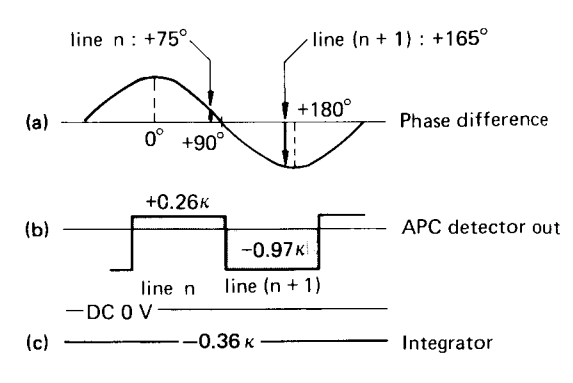 line n : +75°
line (n + 1) : +165°
+180°
(a)
Phase difference
0°
+90°
+0.26κ
(b)
APC detector out
−0.97κ
line n
line (n + 1)
DC 0 V
(c)
−0.36 κ
Integrator